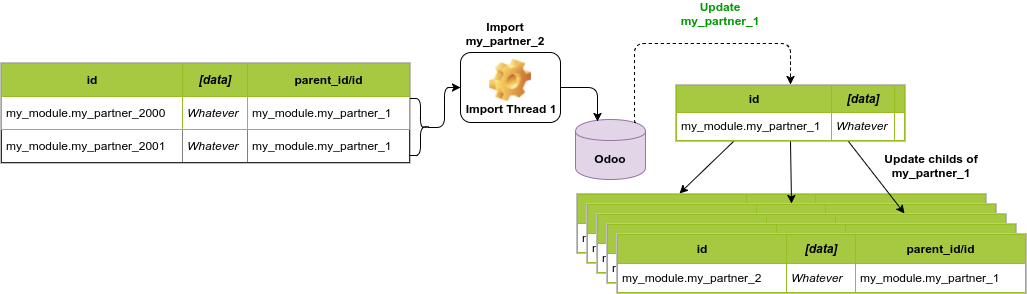 Update
my_partner_1
Import
my_partner_2
id [data] parent_id/id
my_module.my_partner_2000 Whatever my_module.my_partner_1
my_module.my_partner_2001 Whatever my_module.my_partner_1
Import Thread 1
Odoo
id [data]
my_module.my_partner_1 Whatever
Update childs of
my_partner_1
id [data] parent_id/id
my_module.my_partner_2 Whatever my_module.my_partner_1